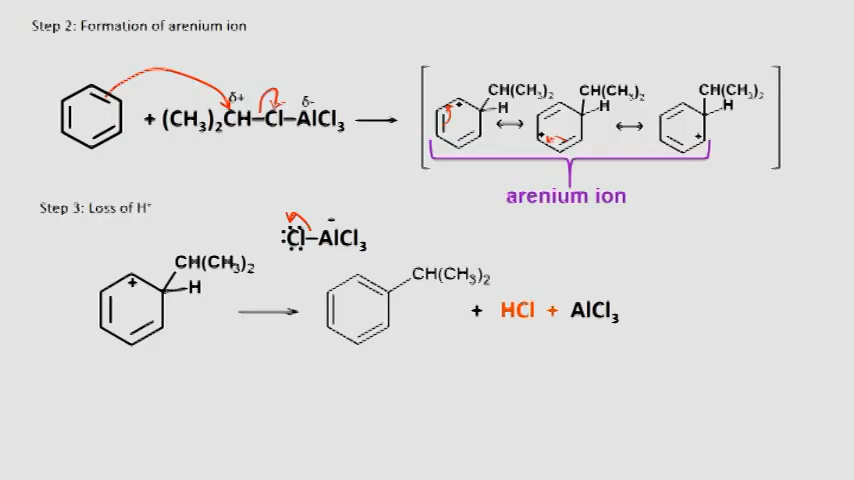 Step 2: Formation of arenium ion
δ+ δ-
+ (CH₃)₂CH–Cl–AlCl₃
CH(CH₃)₂ CH(CH₃)₂ CH(CH₃)₂
H H H
+ + +
arenium ion
Step 3: Loss of H⁺
:Cl–AlCl₃
-
CH(CH₃)₂
+ H
CH(CH₃)₂
+ HCl + AlCl₃